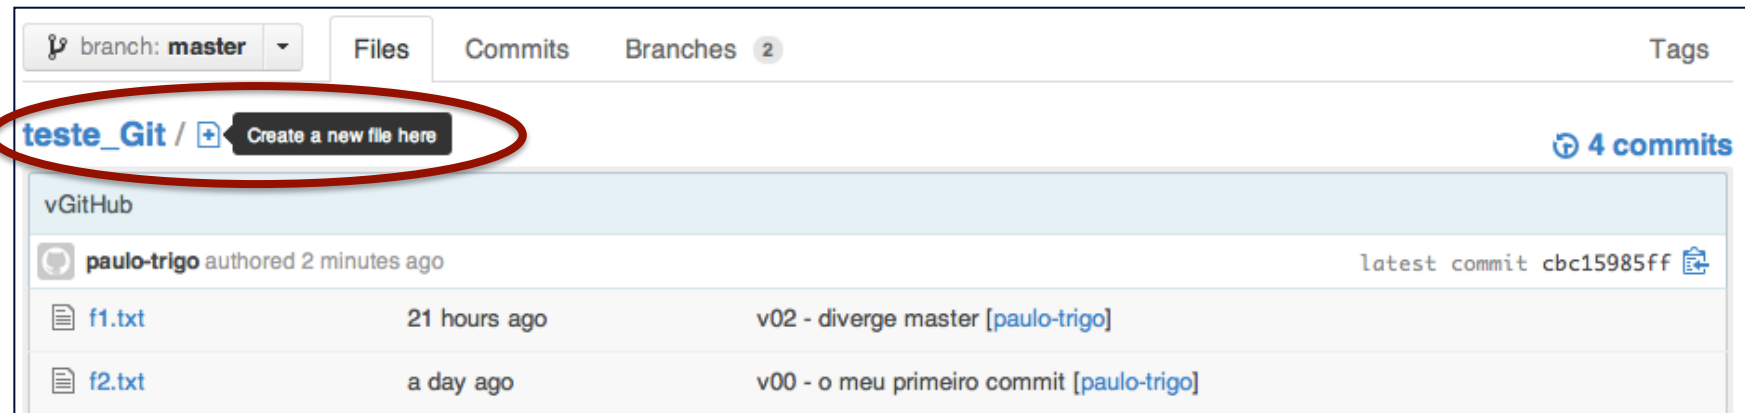 branch: master Files Commits Branches 2 Tags
teste_Git / Create a new file here
4 commits
vGitHub
paulo-trigo authored 2 minutes ago latest commit cbc15985ff
f1.txt 21 hours ago v02 - diverge master [paulo-trigo]
f2.txt a day ago v00 - o meu primeiro commit [paulo-trigo]